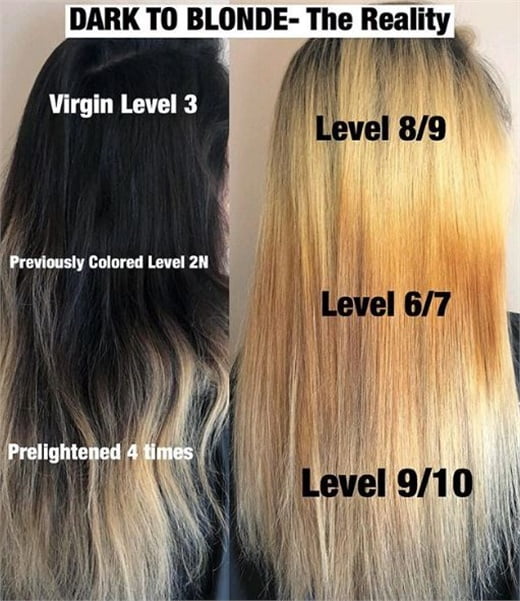 DARK TO BLONDE- The Reality
Virgin Level 3
Level 8/9
Previously Colored Level 2N
Level 6/7
Prelightened 4 times
Level 9/10